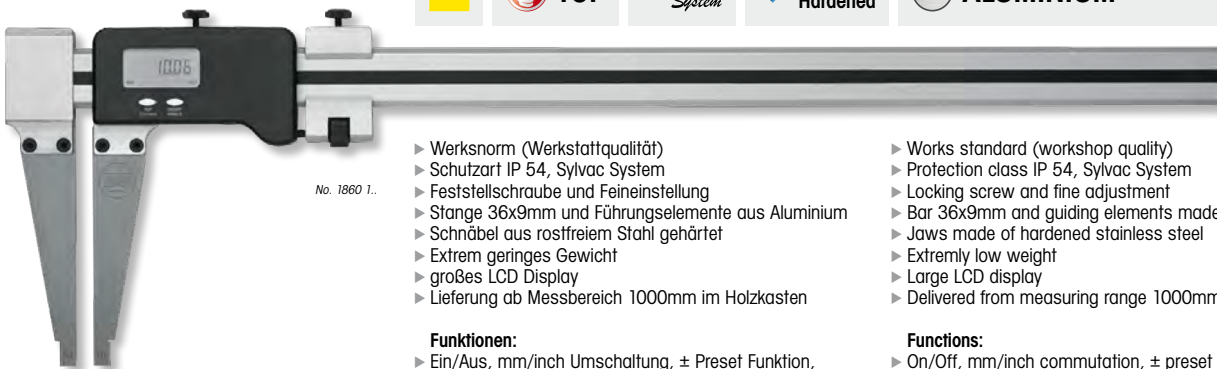 System
Hardened
ALUMINIUM
10.06
No. 1860 1..
▶ Werksnorm (Werkstattqualität)
▶ Schutzart IP 54, Sylvac System
▶ Feststellschraube und Feineinstellung
▶ Stange 36x9mm und Führungselemente aus Aluminium
▶ Schnäbel aus rostfreiem Stahl gehärtet
▶ Extrem geringes Gewicht
▶ großes LCD Display
▶ Lieferung ab Messbereich 1000mm im Holzkasten
Funktionen:
▶ Ein/Aus, mm/inch Umschaltung, ± Preset Funktion,
▶ Works standard (workshop quality)
▶ Protection class IP 54, Sylvac System
▶ Locking screw and fine adjustment
▶ Bar 36x9mm and guiding elements made
▶ Jaws made of hardened stainless steel
▶ Extremly low weight
▶ Large LCD display
▶ Delivered from measuring range 1000mm
Functions:
▶ On/Off, mm/inch commutation, ± preset